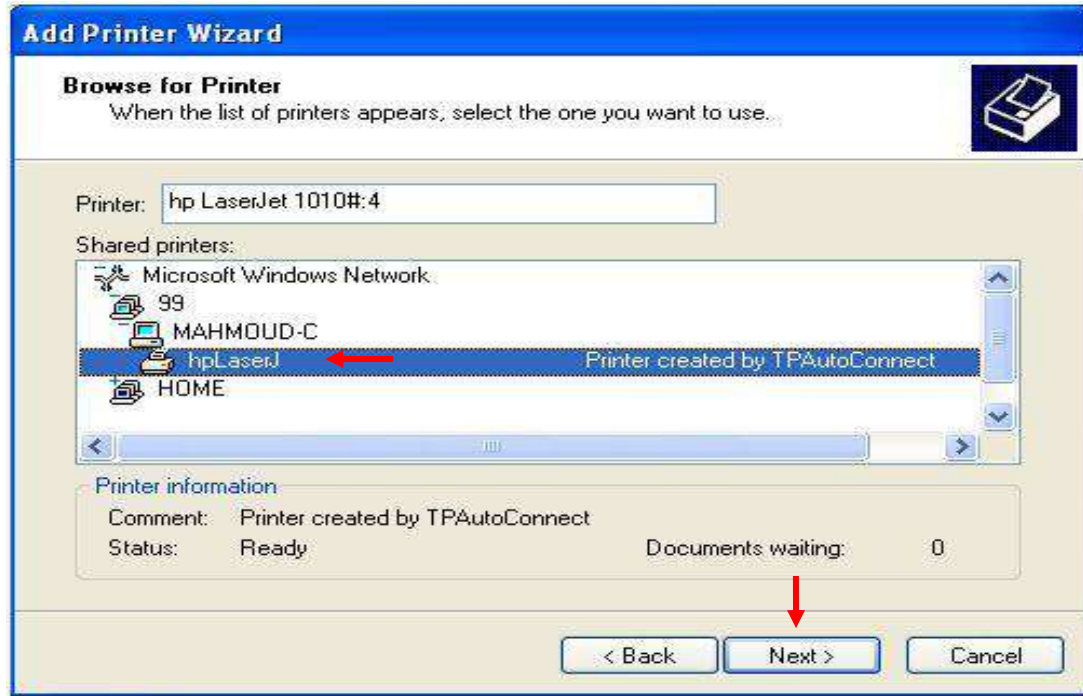 Add Printer Wizard
Browse for Printer
When the list of printers appears, select the one you want to use.
Printer: hp LaserJet 1010#:4
Shared printers:
Microsoft Windows Network
99
MAHMOUD-C
hpLaserJ Printer created by TPAutoConnect
HOME
Printer information
Comment: Printer created by TPAutoConnect
Status: Ready Documents waiting: 0
< Back Next > Cancel